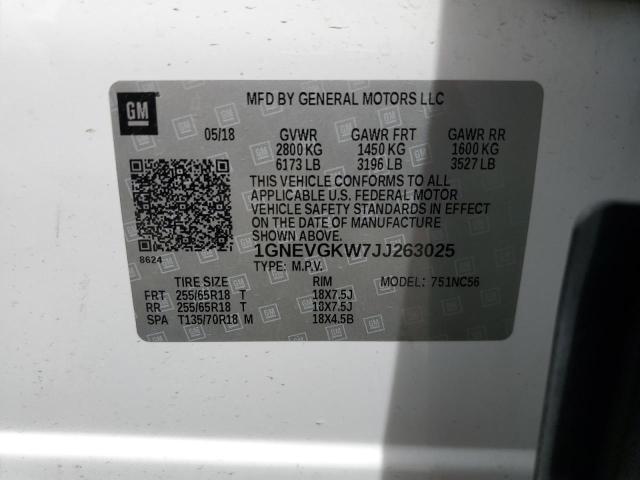 GM
MFD BY GENERAL MOTORS LLC
05/18 GVWR GAWR FRT GAWR RR
2800 KG 1450 KG 1600 KG
6173 LB 3196 LB 3527 LB
THIS VEHICLE CONFORMS TO ALL
APPLICABLE U.S. FEDERAL MOTOR
VEHICLE SAFETY STANDARDS IN EFFECT
ON THE DATE OF MANUFACTURE
SHOWN ABOVE.
8624
1GNEVGKW7JJ263025
TYPE: M.P.V. MODEL: 751NC56
TIRE SIZE RIM
FRT 255/65R18 T 18X7.5J
RR 255/65R18 T 18X7.5J
SPA T135/70R18 M 18X4.5B